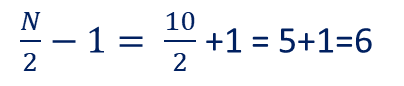 N/2 − 1 = 10/2 +1 = 5+1=6